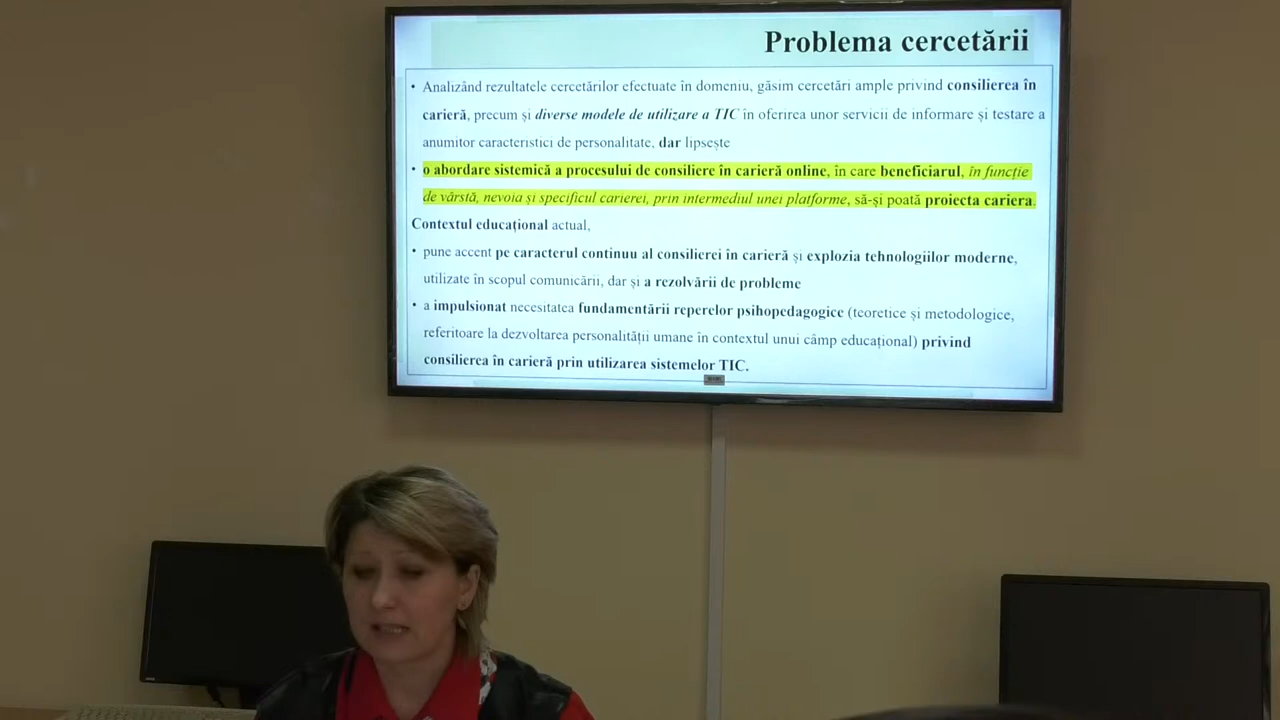 Problema cercetării
• Analizând rezultatele cercetărilor efectuate în domeniu, găsim cercetări ample privind consilierea în
carieră, precum și diverse modele de utilizare a TIC în oferirea unor servicii de informare și testare a
anumitor caracteristici de personalitate, dar lipsește
• o abordare sistemică a procesului de consiliere în carieră online, în care beneficiarul, în funcție
de vârstă, nevoia și specificul carierei, prin intermediul unei platforme, să-și poată proiecta cariera.
Contextul educațional actual,
• pune accent pe caracterul continuu al consilierei în carieră și explozia tehnologiilor moderne,
utilizate în scopul comunicării, dar și a rezolvării de probleme
• a impulsionat necesitatea fundamentării reperelor psihopedagogice (teoretice și metodologice,
referitoare la dezvoltarea personalității umane în contextul unui câmp educațional) privind
consilierea în carieră prin utilizarea sistemelor TIC.